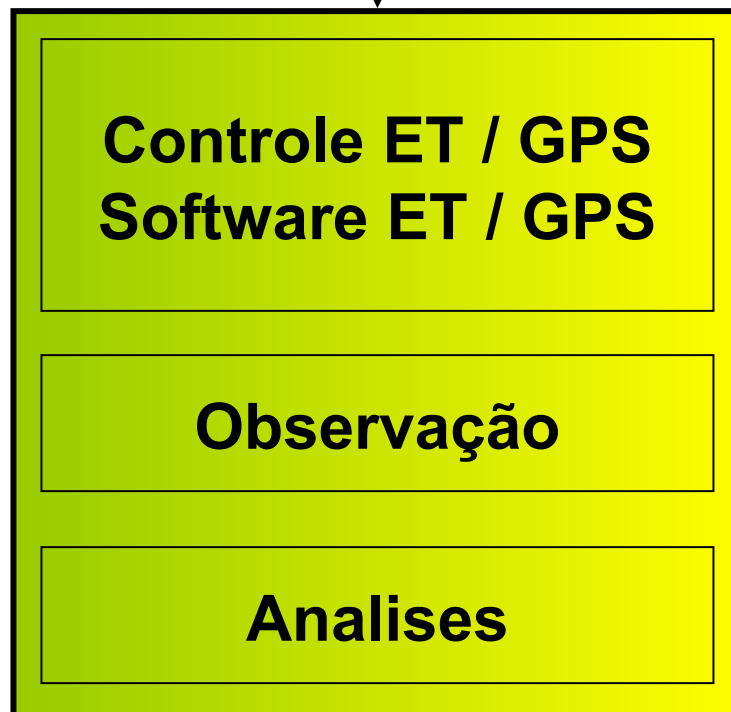 Controle ET / GPS
Software ET / GPS
Observação
Analises